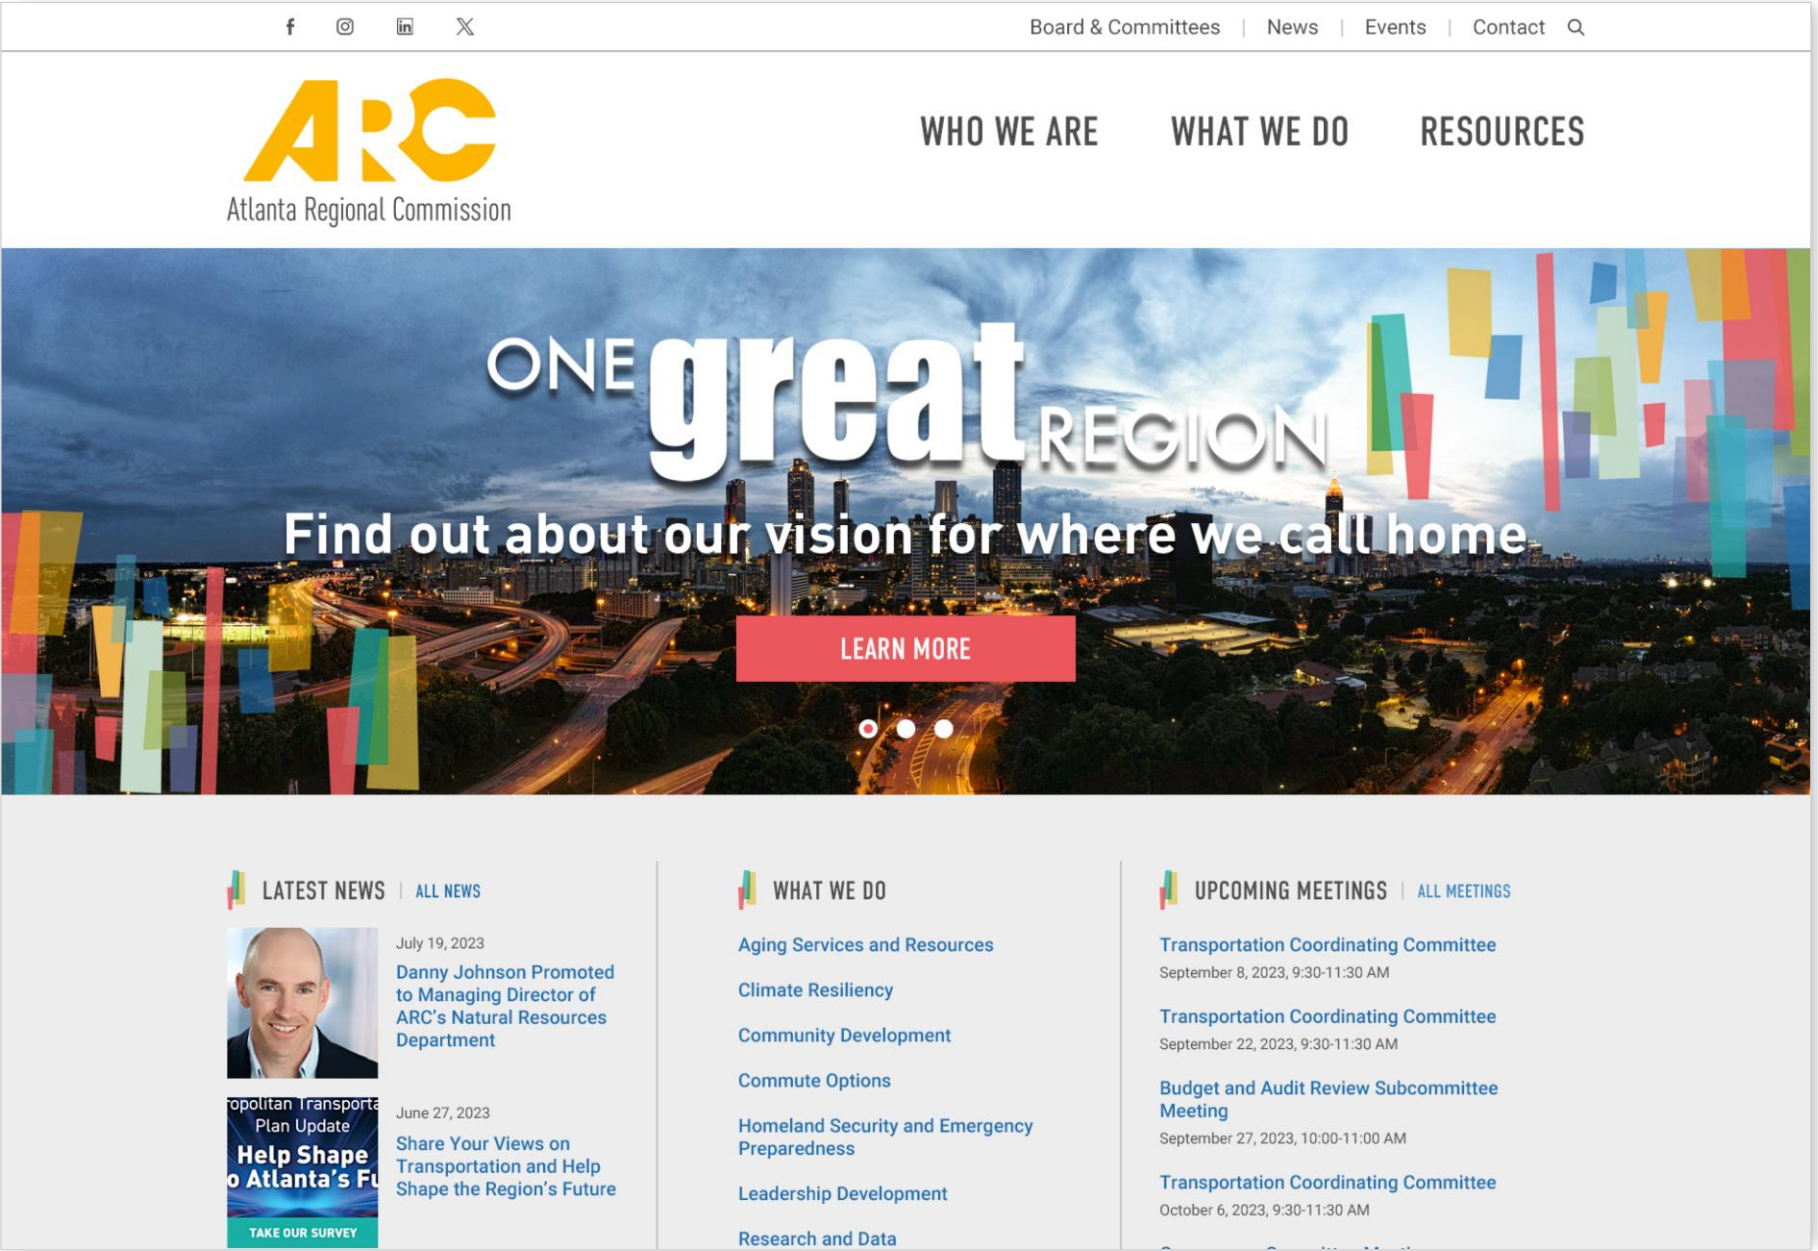 Board & Committees | News | Events | Contact
ARC
Atlanta Regional Commission
WHO WE ARE WHAT WE DO RESOURCES
ONE great REGION
Find out about our vision for where we call home
LEARN MORE
LATEST NEWS | ALL NEWS
July 19, 2023
Danny Johnson Promoted
to Managing Director of
ARC's Natural Resources
Department
opolitan Transporta
Plan Update
Help Shape
o Atlanta's Fu
TAKE OUR SURVEY
June 27, 2023
Share Your Views on
Transportation and Help
Shape the Region's Future
WHAT WE DO
Aging Services and Resources
Climate Resiliency
Community Development
Commute Options
Homeland Security and Emergency
Preparedness
Leadership Development
Research and Data
UPCOMING MEETINGS | ALL MEETINGS
Transportation Coordinating Committee
September 8, 2023, 9:30-11:30 AM
Transportation Coordinating Committee
September 22, 2023, 9:30-11:30 AM
Budget and Audit Review Subcommittee
Meeting
September 27, 2023, 10:00-11:00 AM
Transportation Coordinating Committee
October 6, 2023, 9:30-11:30 AM